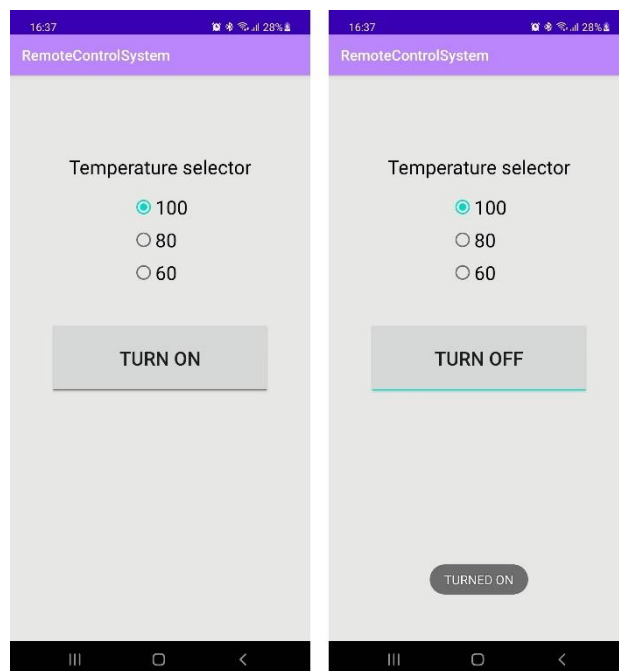 16:37 28%
RemoteControlSystem
Temperature selector
100
80
60
TURN ON
16:37 28%
RemoteControlSystem
Temperature selector
100
80
60
TURN OFF
TURNED ON